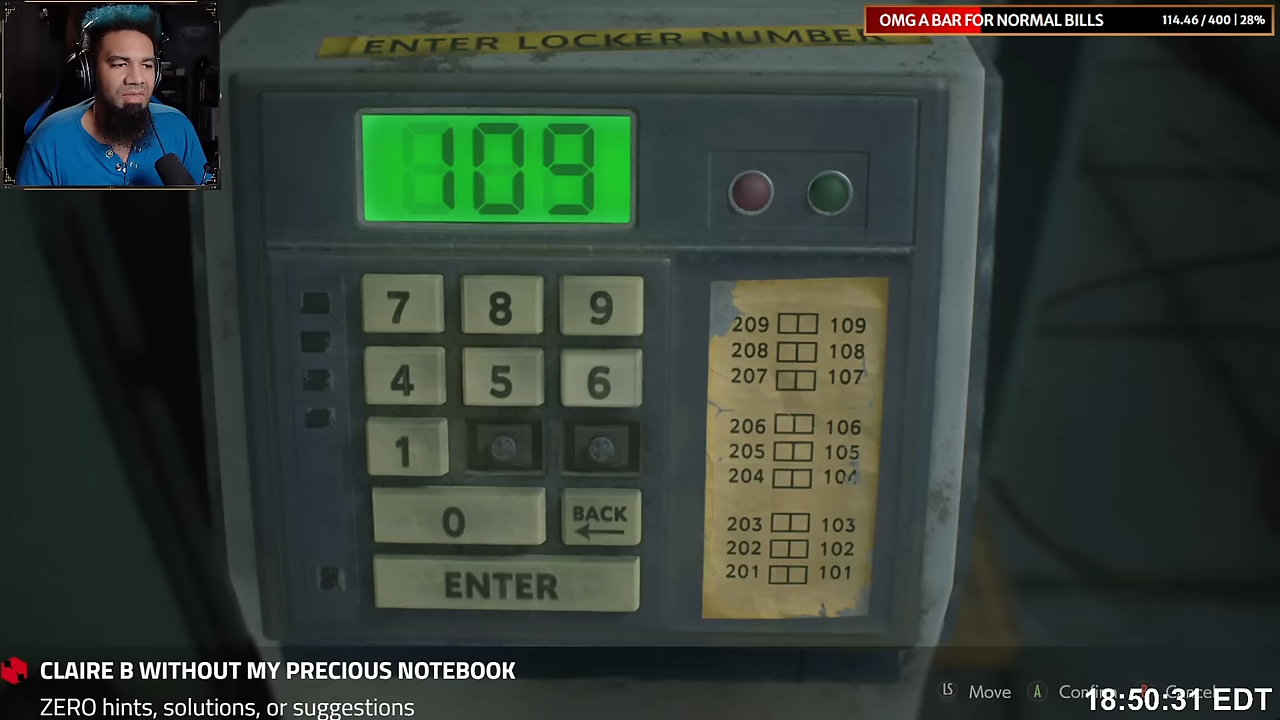 OMG A BAR FOR NORMAL BILLS 114.46 / 400 | 28%
ENTER LOCKER NUMBER
109
7 8 9
4 5 6
1
0 BACK
ENTER
209 109
208 108
207 107
206 106
205 105
204 104
203 103
202 102
201 101
CLAIRE B WITHOUT MY PRECIOUS NOTEBOOK
ZERO hints, solutions, or suggestions
LS Move A Confirm B Cancel
18:50:31 EDT